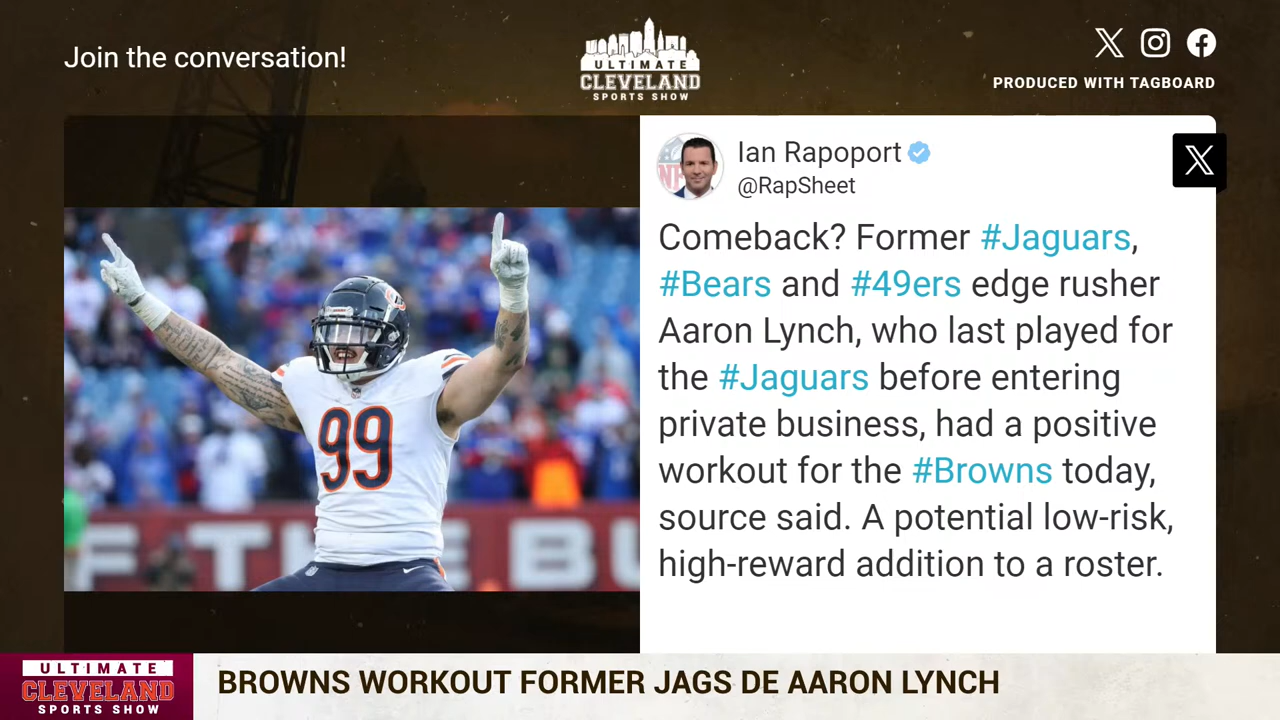 Join the conversation!
ULTIMATE
CLEVELAND
SPORTS SHOW
PRODUCED WITH TAGBOARD
Ian Rapoport
@RapSheet
Comeback? Former #Jaguars,
#Bears and #49ers edge rusher
Aaron Lynch, who last played for
the #Jaguars before entering
private business, had a positive
workout for the #Browns today,
source said. A potential low-risk,
high-reward addition to a roster.
99
F THE BU
ULTIMATE
CLEVELAND
SPORTS SHOW
BROWNS WORKOUT FORMER JAGS DE AARON LYNCH